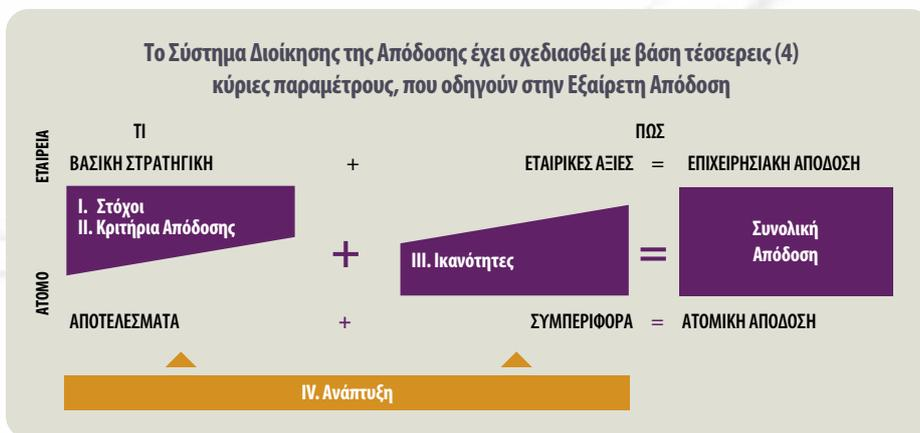 Το Σύστημα Διοίκησης της Απόδοσης έχει σχεδιασθεί με βάση τέσσερεις (4)
κύριες παραμέτρους, που οδηγούν στην Εξαίρετη Απόδοση
ΕΤΑΙΡΕΙΑ
ΤΙ ΠΩΣ
ΒΑΣΙΚΗ ΣΤΡΑΤΗΓΙΚΗ + ΕΤΑΙΡΙΚΕΣ ΑΞΙΕΣ = ΕΠΙΧΕΙΡΗΣΙΑΚΗ ΑΠΟΔΟΣΗ
I. Στόχοι
II. Κριτήρια Απόδοσης
+
III. Ικανότητες
=
Συνολική
Απόδοση
ΑΤΟΜΟ
ΑΠΟΤΕΛΕΣΜΑΤΑ + ΣΥΜΠΕΡΙΦΟΡΑ = ΑΤΟΜΙΚΗ ΑΠΟΔΟΣΗ
IV. Ανάπτυξη